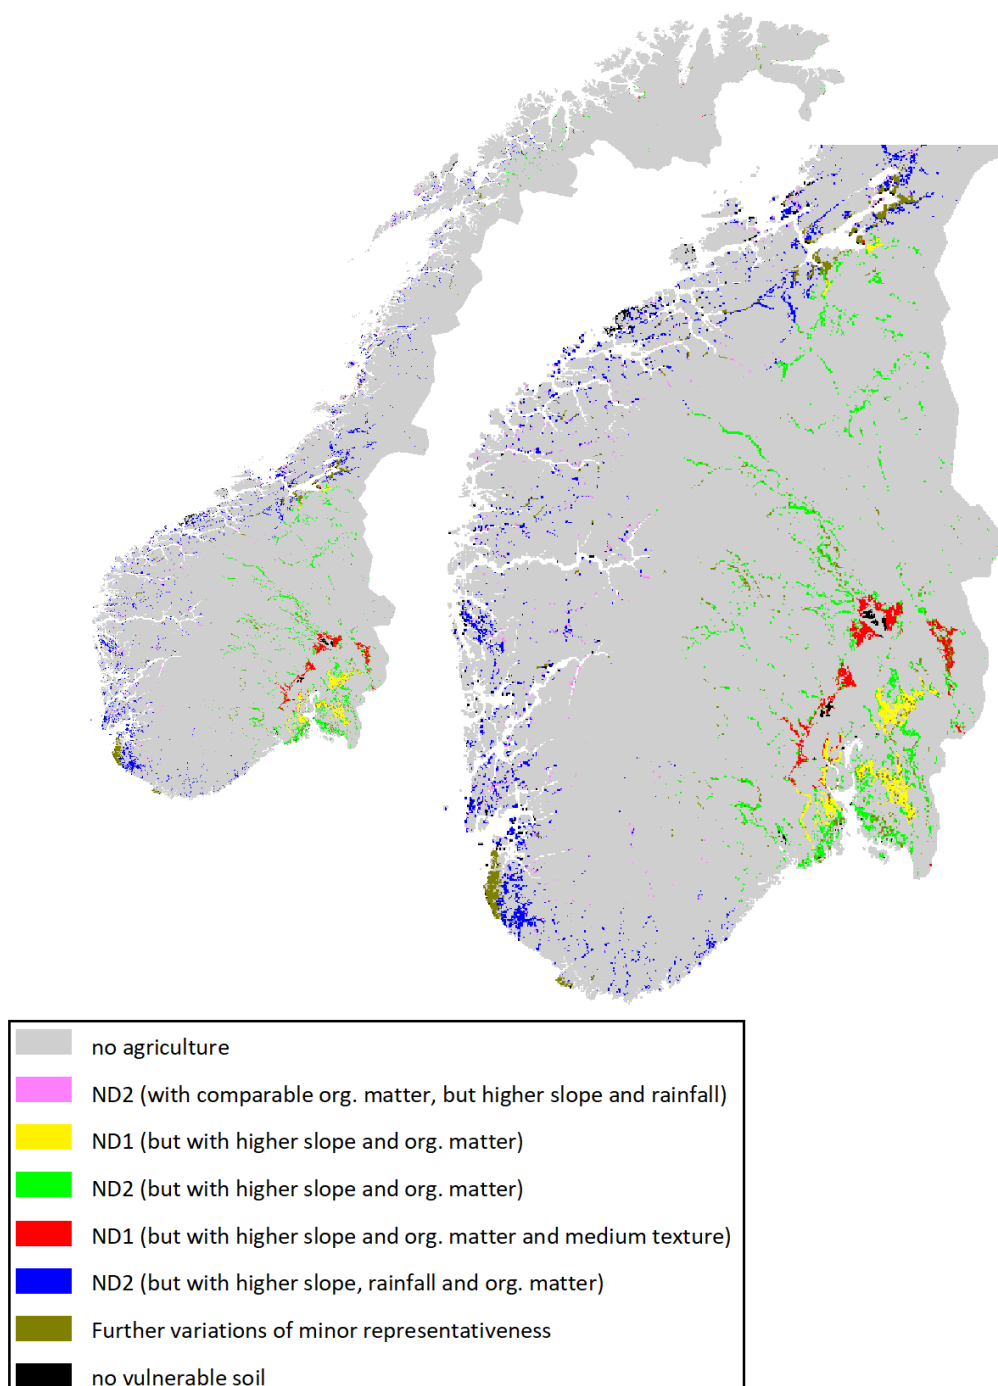 no agriculture
ND2 (with comparable org. matter, but higher slope and rainfall)
ND1 (but with higher slope and org. matter)
ND2 (but with higher slope and org. matter)
ND1 (but with higher slope and org. matter and medium texture)
ND2 (but with higher slope, rainfall and org. matter)
Further variations of minor representativeness
no vulnerable soil